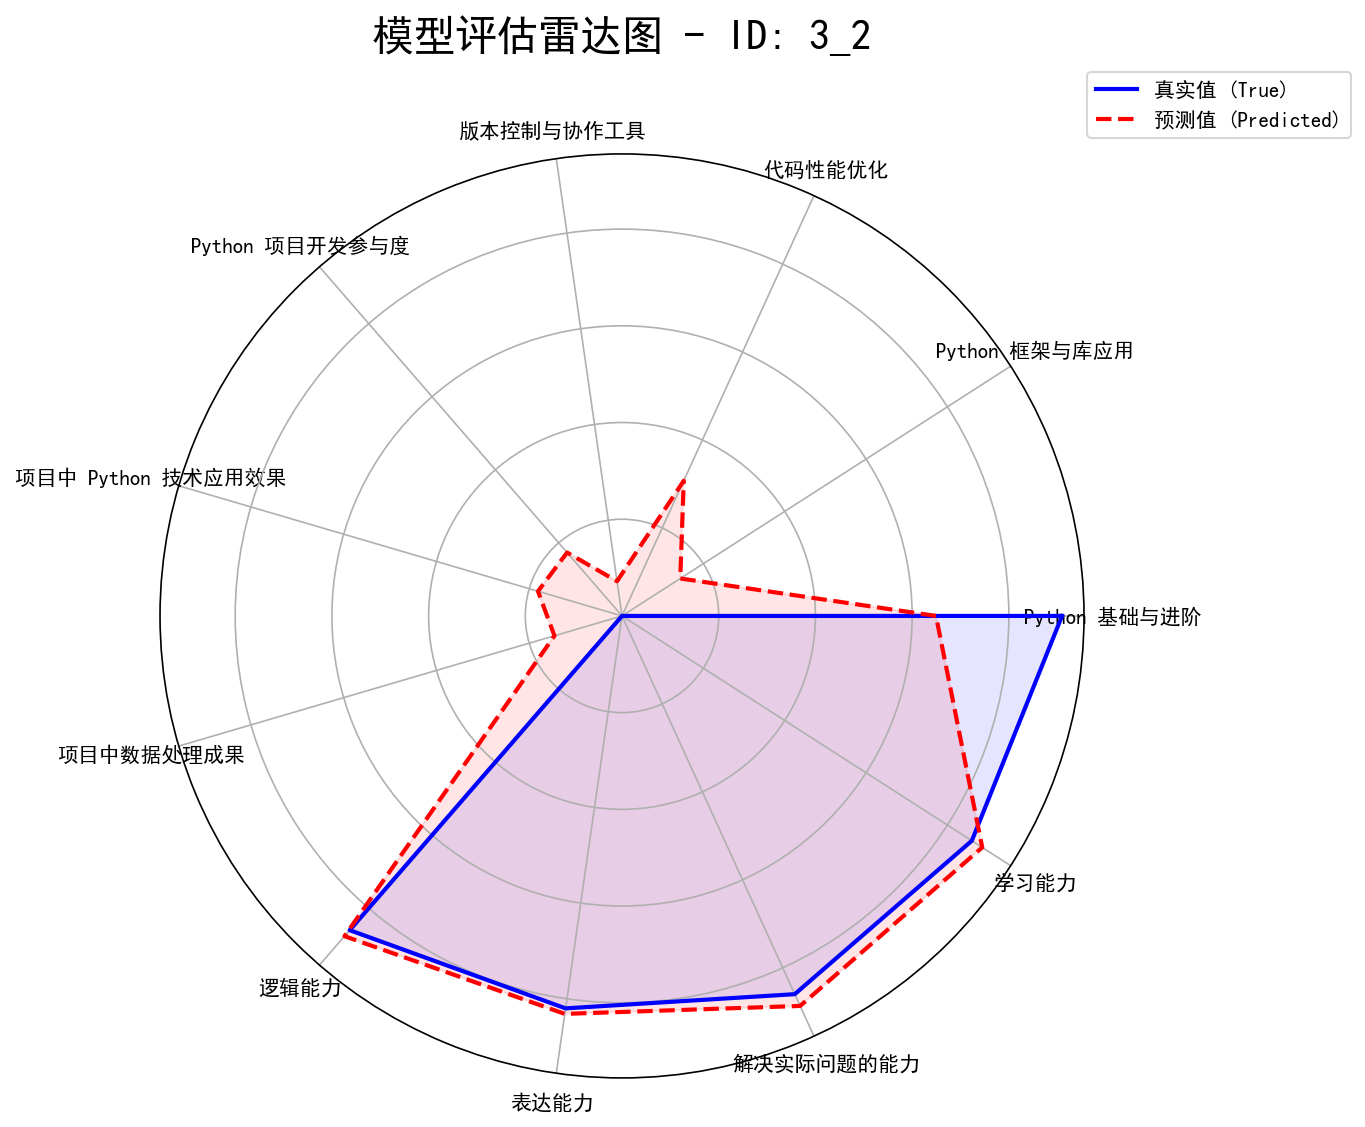 模型评估雷达图 - ID: 3_2
真实值 (True)
预测值 (Predicted)
版本控制与协作工具
代码性能优化
Python 项目开发参与度
Python 框架与库应用
项目中 Python 技术应用效果
Python 基础与进阶
项目中数据处理成果
学习能力
逻辑能力
解决实际问题的能力
表达能力